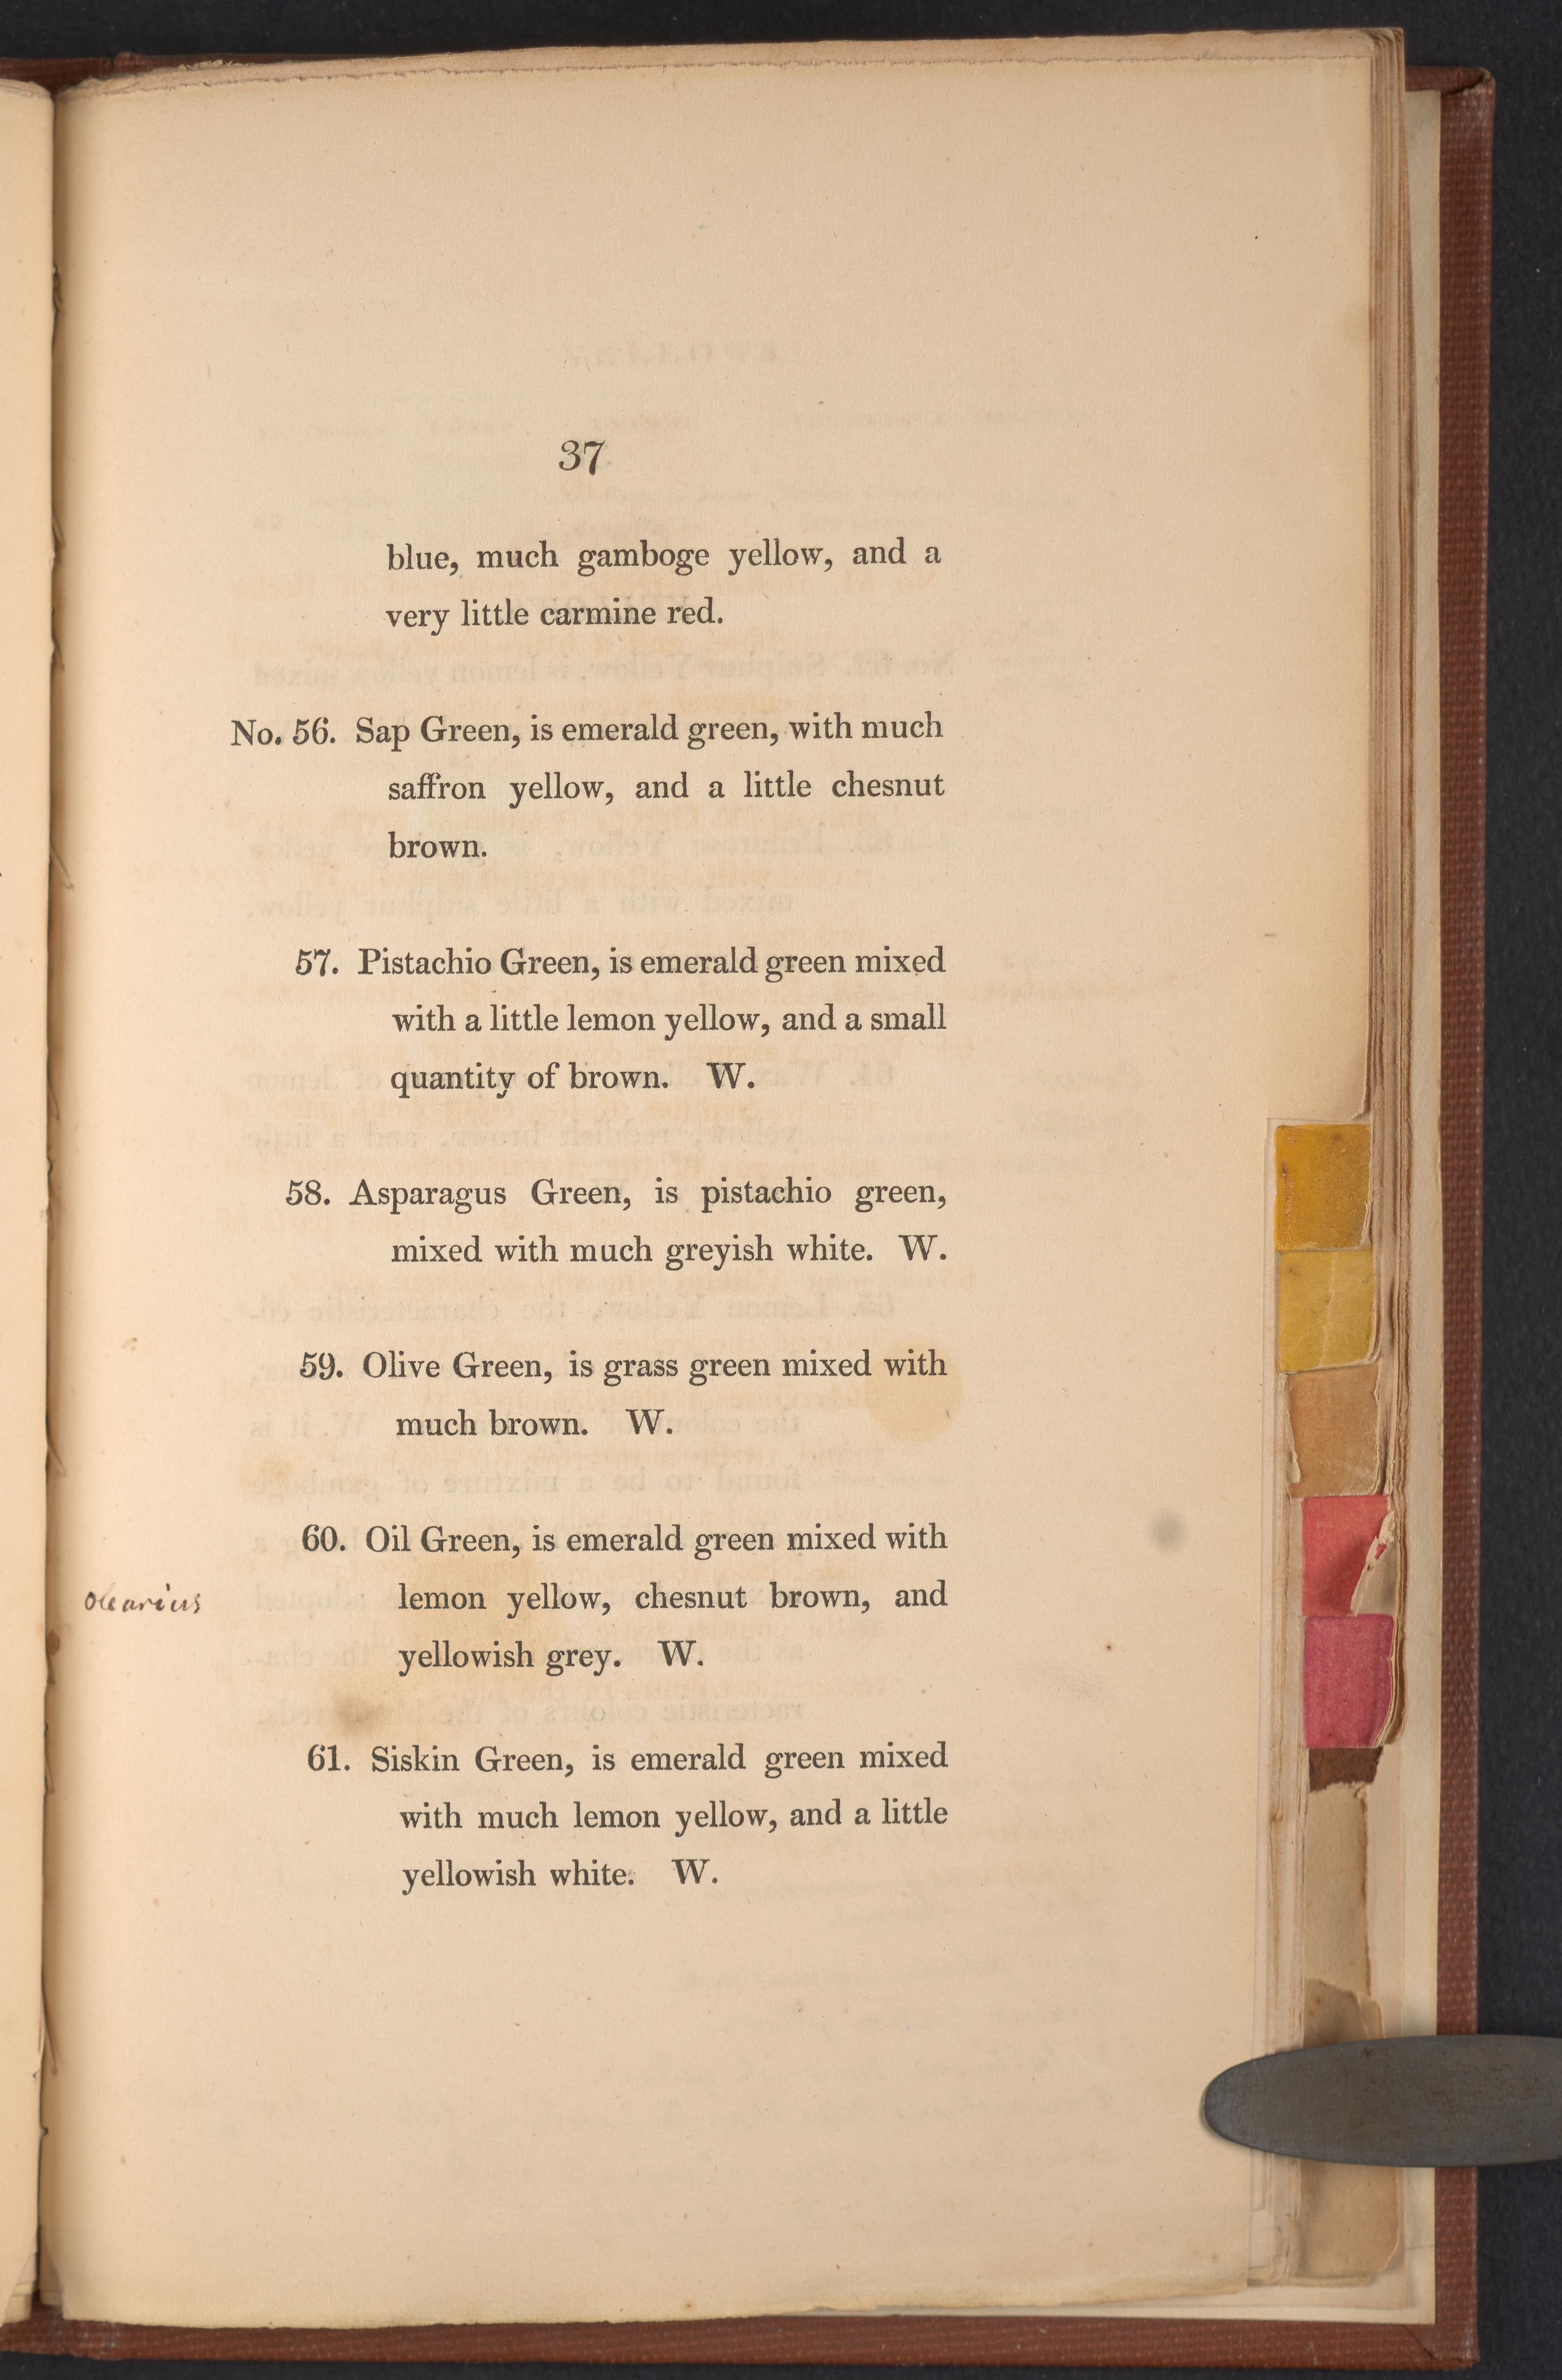 37
blue, much gamboge yellow, and a
very little carmine red.
No. 56. Sap Green, is emerald green, with much
saffron yellow, and a little chesnut
brown.
57. Pistachio Green, is emerald green mixed
with a little lemon yellow, and a small
quantity of brown. W.
58. Asparagus Green, is pistachio green,
mixed with much greyish white. W.
59. Olive Green, is grass green mixed with
much brown. W.
60. Oil Green, is emerald green mixed with
olearius
lemon yellow, chesnut brown, and
yellowish grey. W.
61. Siskin Green, is emerald green mixed
with much lemon yellow, and a little
yellowish white. W.